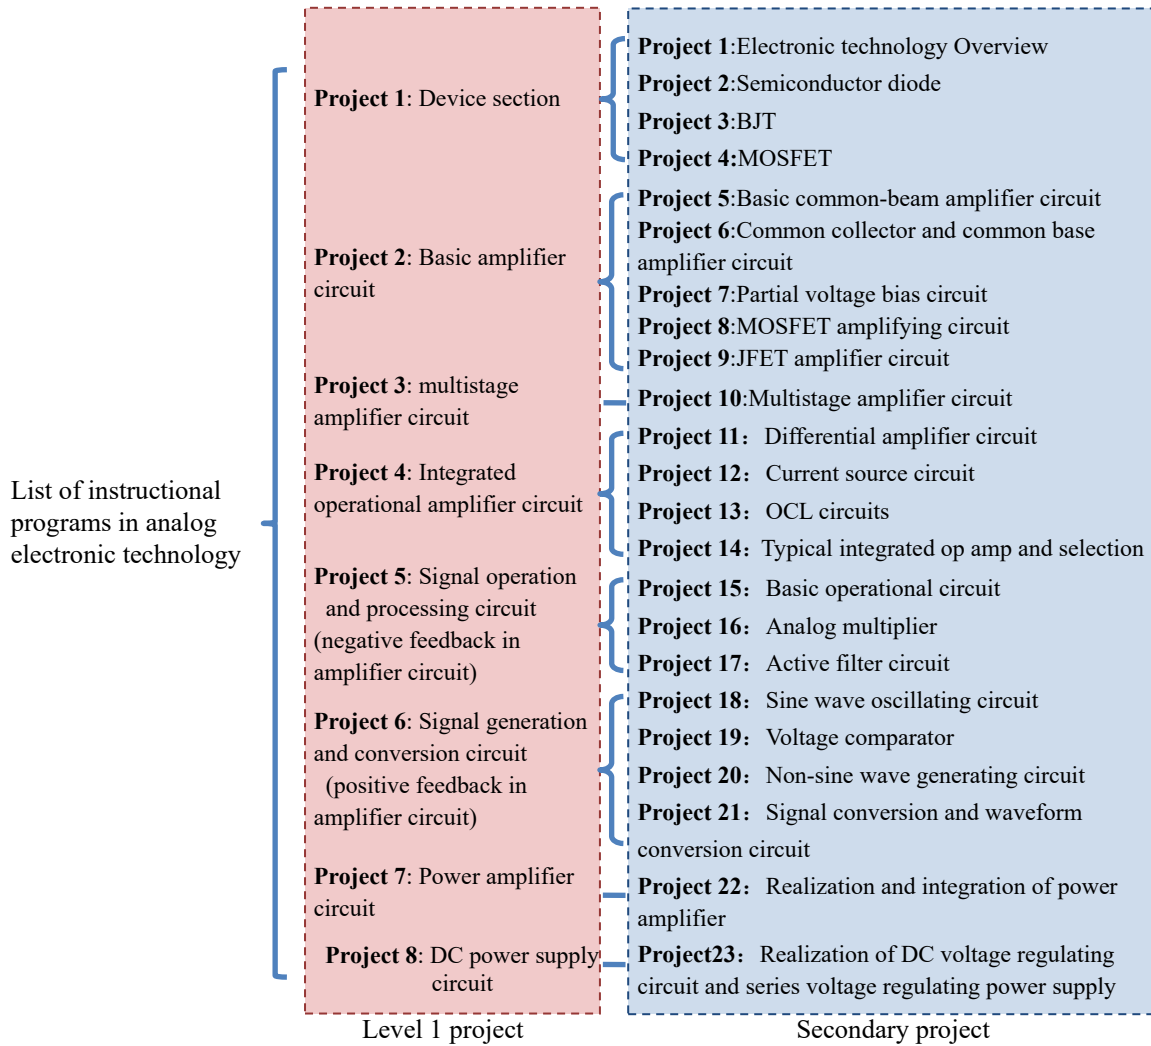 List of instructional
programs in analog
electronic technology
Project 1: Device section
Project 2: Basic amplifier
circuit
Project 3: multistage
amplifier circuit
Project 4: Integrated
operational amplifier circuit
Project 5: Signal operation
and processing circuit
(negative feedback in
amplifier circuit)
Project 6: Signal generation
and conversion circuit
(positive feedback in
amplifier circuit)
Project 7: Power amplifier
circuit
Project 8: DC power supply
circuit
Level 1 project
Project 1:Electronic technology Overview
Project 2:Semiconductor diode
Project 3:BJT
Project 4:MOSFET
Project 5:Basic common-beam amplifier circuit
Project 6:Common collector and common base
amplifier circuit
Project 7:Partial voltage bias circuit
Project 8:MOSFET amplifying circuit
Project 9:JFET amplifier circuit
Project 10:Multistage amplifier circuit
Project 11：Differential amplifier circuit
Project 12：Current source circuit
Project 13：OCL circuits
Project 14：Typical integrated op amp and selection
Project 15：Basic operational circuit
Project 16：Analog multiplier
Project 17：Active filter circuit
Project 18：Sine wave oscillating circuit
Project 19：Voltage comparator
Project 20：Non-sine wave generating circuit
Project 21：Signal conversion and waveform
conversion circuit
Project 22：Realization and integration of power
amplifier
Project23：Realization of DC voltage regulating
circuit and series voltage regulating power supply
Secondary project